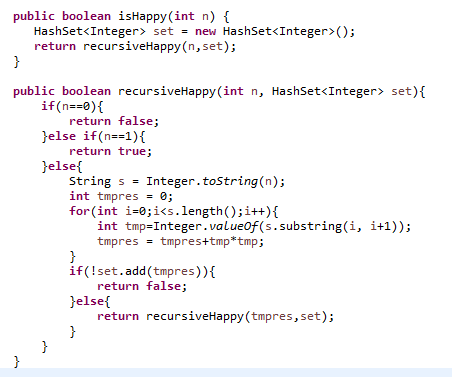 public boolean isHappy(int n) {
   HashSet<Integer> set = new HashSet<Integer>();
   return recursiveHappy(n,set);
}
public boolean recursiveHappy(int n, HashSet<Integer> set){
    if(n==0){
        return false;
    }else if(n==1){
        return true;
    }else{
        String s = Integer.toString(n);
        int tmpres = 0;
        for(int i=0;i<s.length();i++){
            int tmp=Integer.valueOf(s.substring(i, i+1));
            tmpres = tmpres+tmp*tmp;
        }
        if(!set.add(tmpres)){
            return false;
        }else{
            return recursiveHappy(tmpres,set);
        }
    }
}